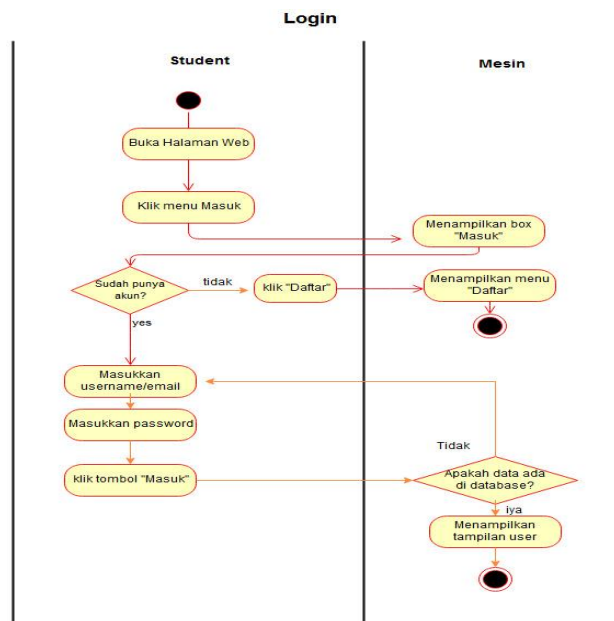 Login
Student
Mesin
Buka Halaman Web
Klik menu Masuk
Menampilkan box
"Masuk"
Sudah punya
akun?
tidak
klik "Daftar"
Menampilkan menu
"Daftar"
yes
Masukkan
username/email
Masukkan password
klik tombol "Masuk"
Tidak
Apakah data ada
di database?
iya
Menampilkan
tampilan user